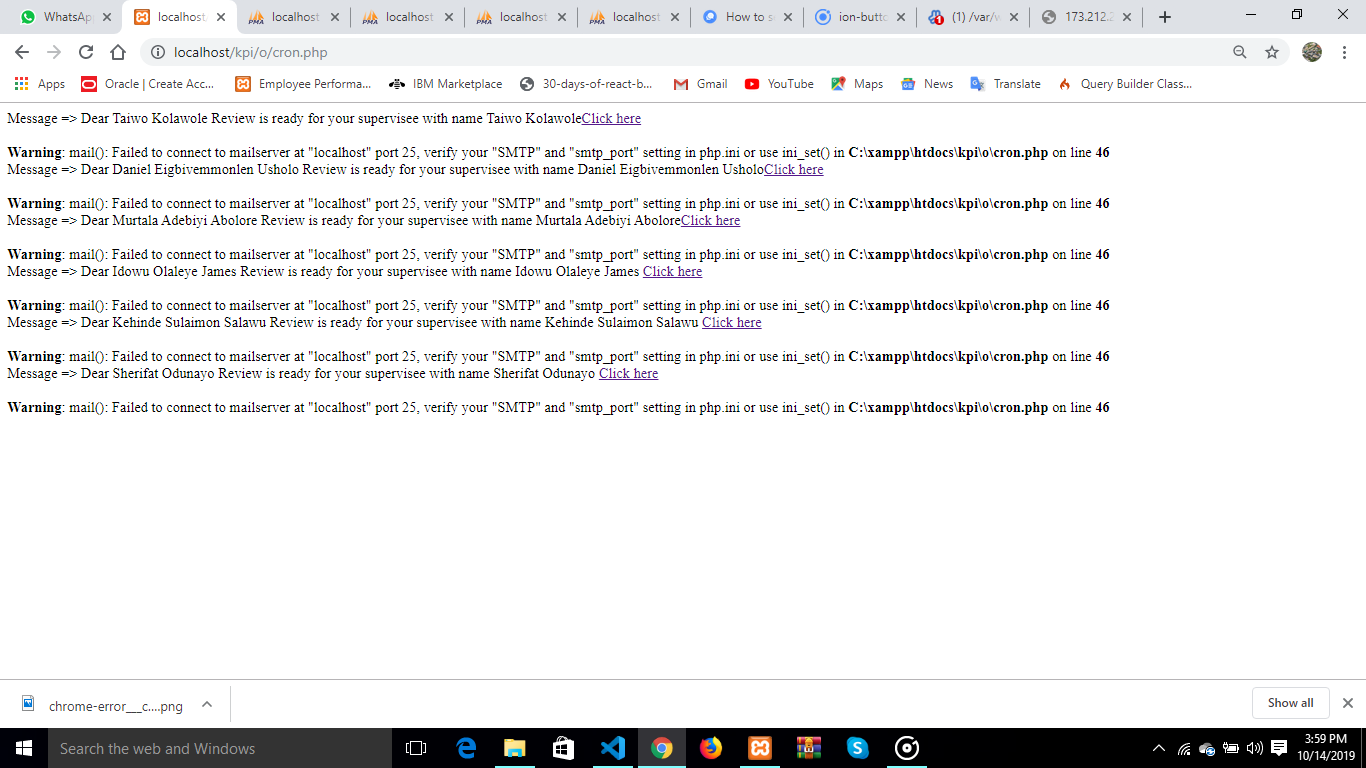 WhatsAp
localhost
localhost
localhost
localhost
localhost
How to s
ion-butto
(1) /var/w
173.212.2
localhost/kpi/o/cron.php
Apps
Oracle | Create Acc...
Employee Performa...
IBM Marketplace
30-days-of-react-b...
Gmail
YouTube
Maps
News
Translate
Query Builder Class...
Message => Dear Taiwo Kolawole Review is ready for your supervisee with name Taiwo KolawoleClick here
Warning: mail(): Failed to connect to mailserver at "localhost" port 25, verify your "SMTP" and "smtp_port" setting in php.ini or use ini_set() in C:\xampp\htdocs\kpi\o\cron.php on line 46
Message => Dear Daniel Eigbivemmonlen Usholo Review is ready for your supervisee with name Daniel Eigbivemmonlen UsholoClick here
Warning: mail(): Failed to connect to mailserver at "localhost" port 25, verify your "SMTP" and "smtp_port" setting in php.ini or use ini_set() in C:\xampp\htdocs\kpi\o\cron.php on line 46
Message => Dear Murtala Adebiyi Abolore Review is ready for your supervisee with name Murtala Adebiyi AboloreClick here
Warning: mail(): Failed to connect to mailserver at "localhost" port 25, verify your "SMTP" and "smtp_port" setting in php.ini or use ini_set() in C:\xampp\htdocs\kpi\o\cron.php on line 46
Message => Dear Idowu Olaleye James Review is ready for your supervisee with name Idowu Olaleye James Click here
Warning: mail(): Failed to connect to mailserver at "localhost" port 25, verify your "SMTP" and "smtp_port" setting in php.ini or use ini_set() in C:\xampp\htdocs\kpi\o\cron.php on line 46
Message => Dear Kehinde Sulaimon Salawu Review is ready for your supervisee with name Kehinde Sulaimon Salawu Click here
Warning: mail(): Failed to connect to mailserver at "localhost" port 25, verify your "SMTP" and "smtp_port" setting in php.ini or use ini_set() in C:\xampp\htdocs\kpi\o\cron.php on line 46
Message => Dear Sherifat Odunayo Review is ready for your supervisee with name Sherifat Odunayo Click here
Warning: mail(): Failed to connect to mailserver at "localhost" port 25, verify your "SMTP" and "smtp_port" setting in php.ini or use ini_set() in C:\xampp\htdocs\kpi\o\cron.php on line 46
chrome-error___c....png
Show all
Search the web and Windows
3:59 PM
10/14/2019